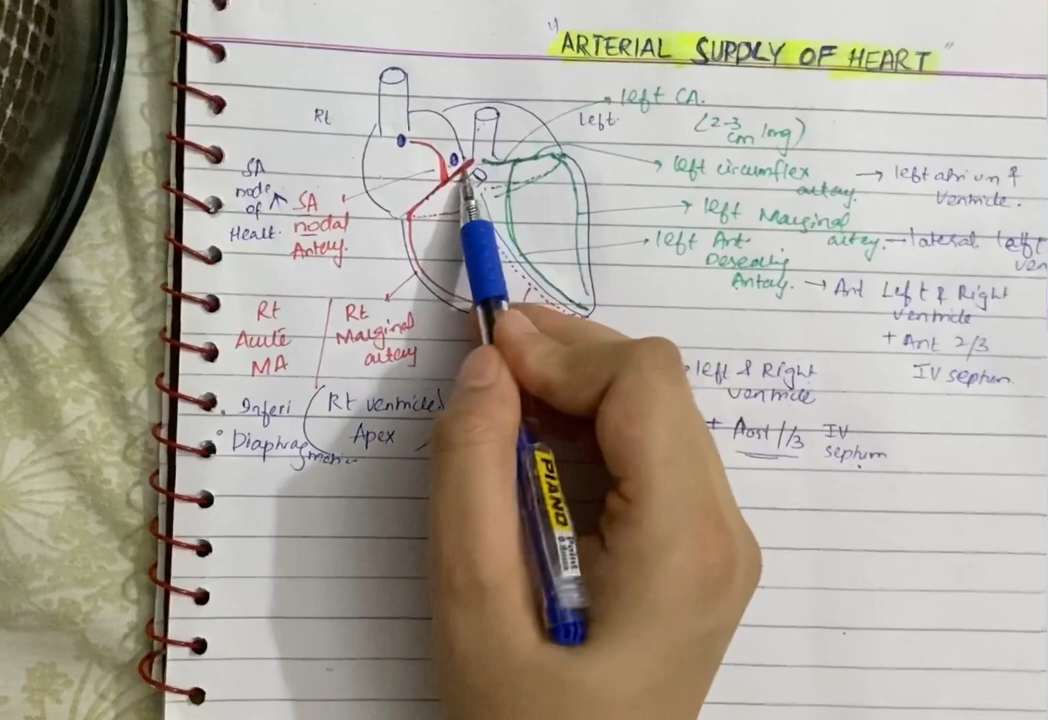 "ARTERIAL SUPPLY OF HEART"
Rt
left
left CA.
(2-3
cm long)
left circumflex
artery. → left atrium &
ventricle.
left Marginal
artery. - lateral left
ven
left Ant
Descending
Artery. → Ant Left & Right
ventricle
+ Ant 2/3
IV septum
SA
node
of
Heart.
SA
nodal
Artery.
Rt
Acute
MA
Rt
Marginal
artery
• Inferi
• Diaphragmatic
Rt ventricle
Apex
left & Right
ventricle
+ Post 1/3 IV
septum
PIANO
Point